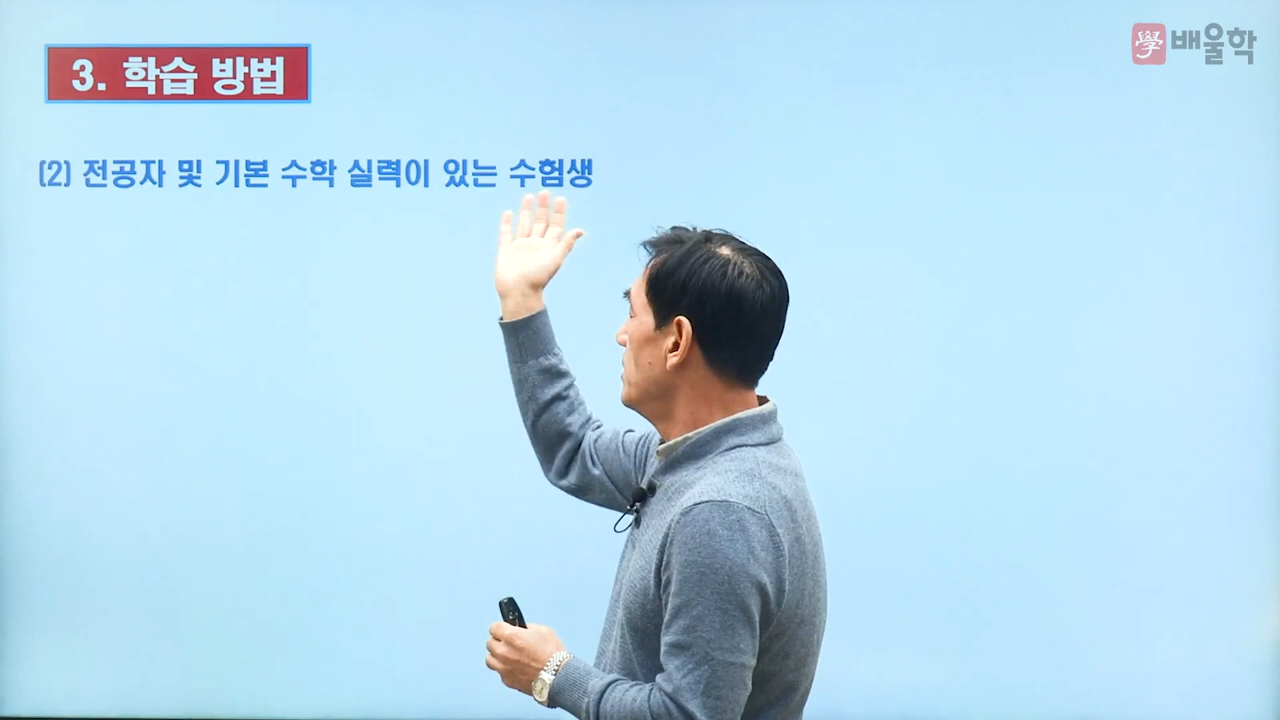 學 배울학
3. 학습 방법
(2) 전공자 및 기본 수학 실력이 있는 수험생